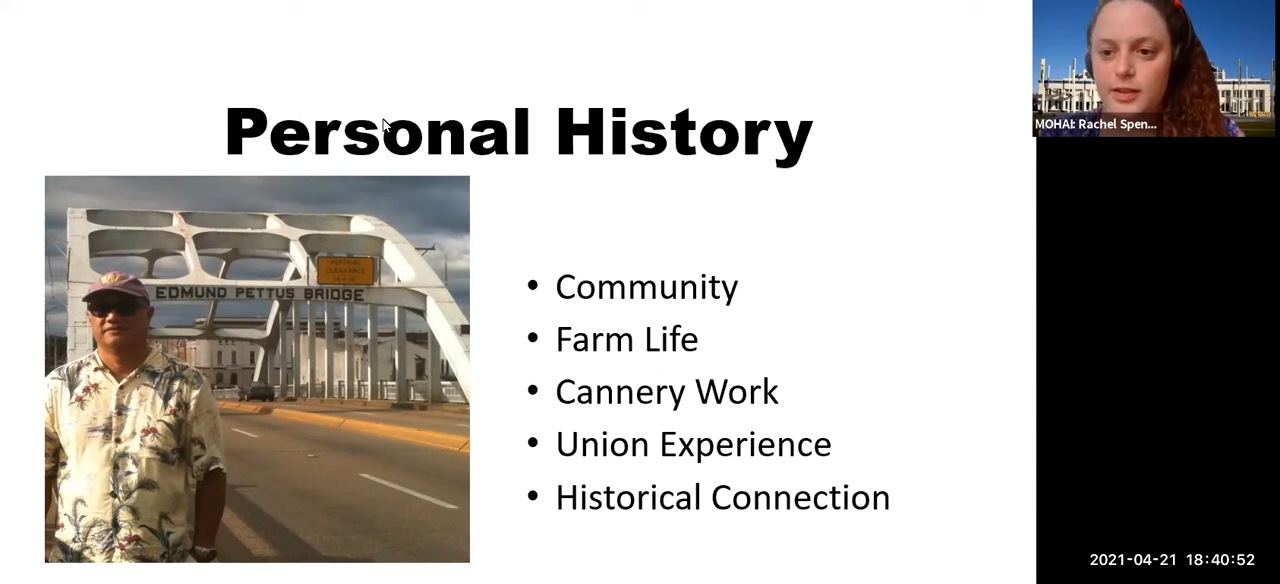 Personal History
MOHAI: Rachel Spen...
VERTICAL
CLEARANCE
EDMUND PETTUS BRIDGE
• Community
• Farm Life
• Cannery Work
• Union Experience
• Historical Connection
2021-04-21 18:40:52